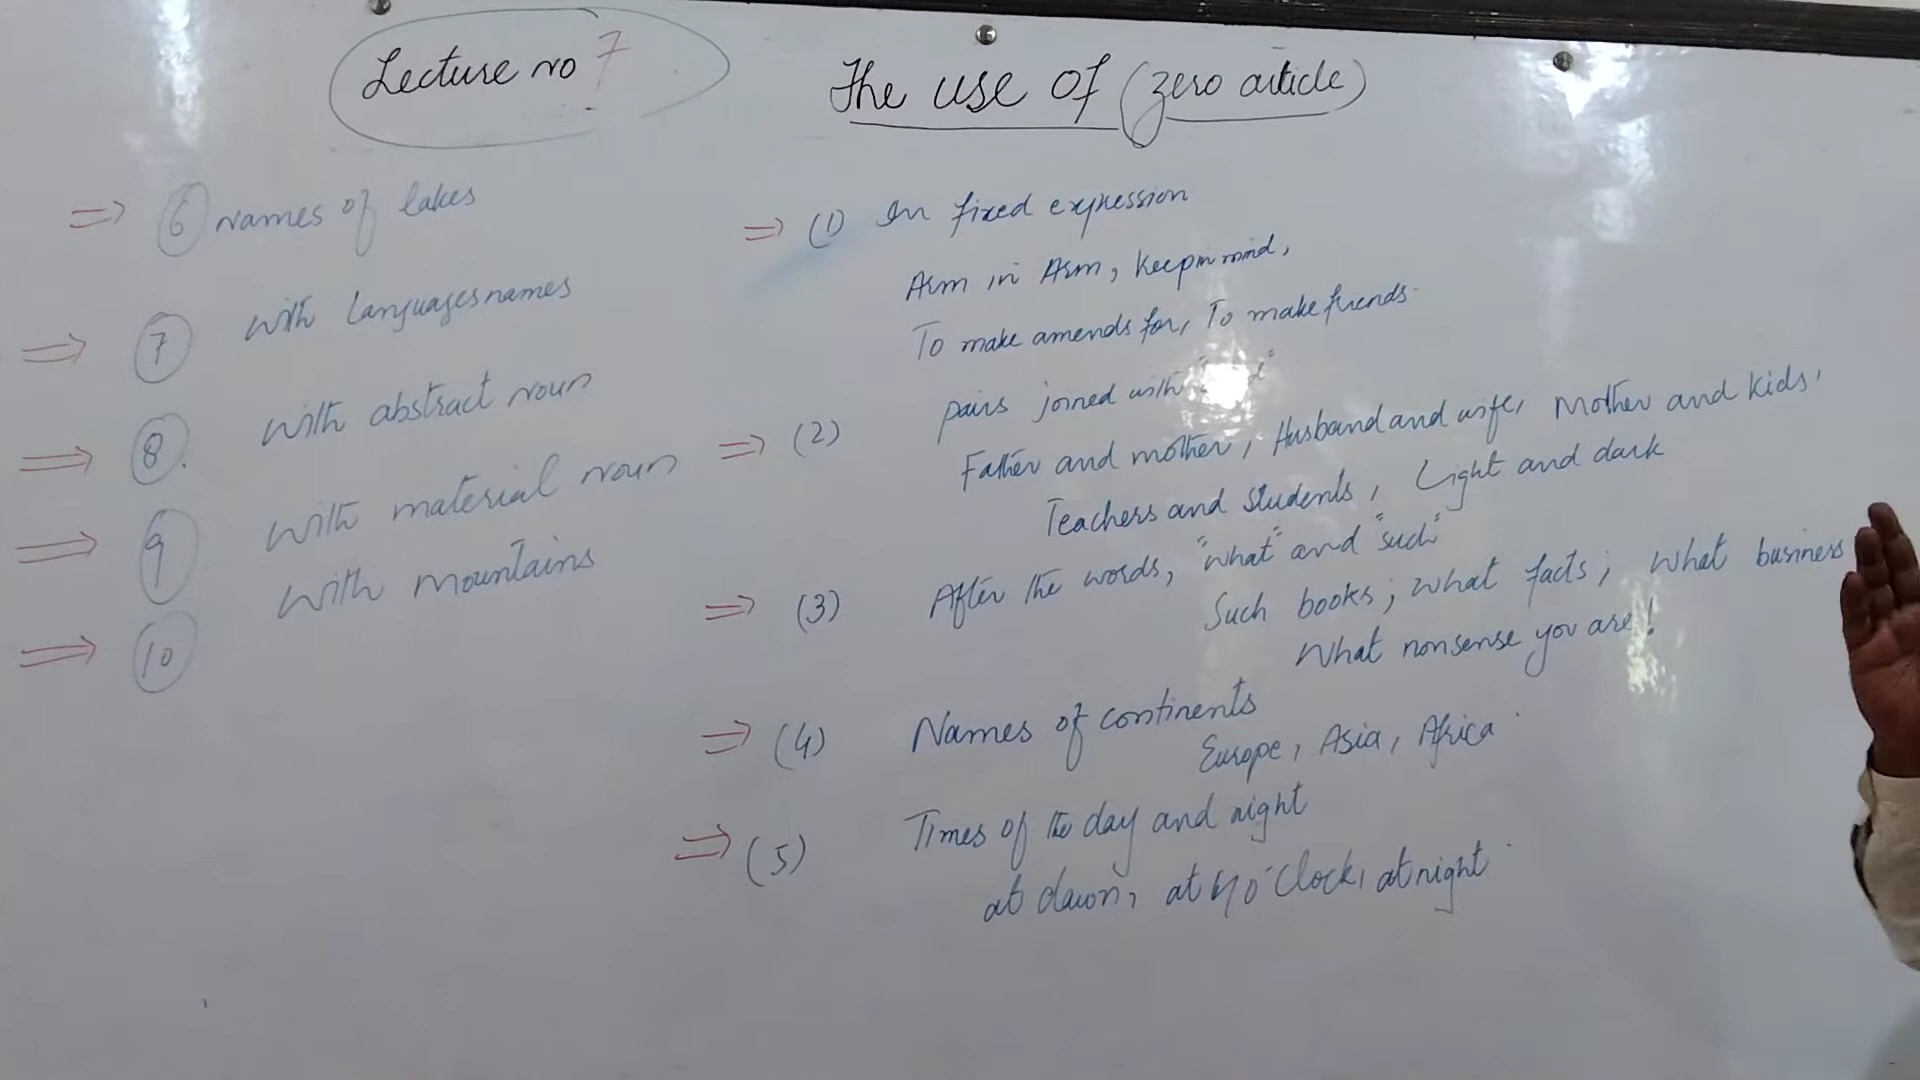 Lecture no 7
The use of (zero article)
⇒ (1) In fixed expression
Arm in Arm, Keep in mind,
To make amends for, To make friends.
⇒ (2) pairs joined with
Father and mother, Husband and wife, Mother and kids,
Teachers and students, Light and dark
⇒ (3) After the words, "what" and "such"
Such books; what facts; what business
What nonsense you are!
⇒ (4) Names of continents
Europe, Asia, Africa
⇒ (5) Times of the day and night
at dawn, at 4 o'Clock, at night
⇒ 6 names of lakes
⇒ 7 with Languages names
⇒ 8. with abstract noun
⇒ 9 with material noun
⇒ 10 with mountains